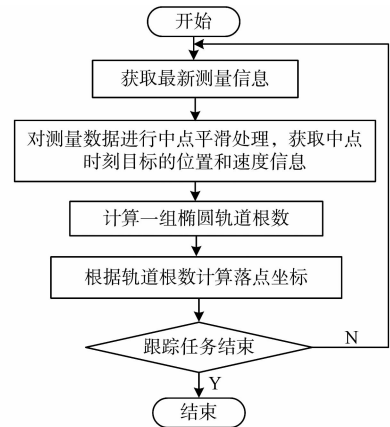 开始
获取最新测量信息
对测量数据进行中点平滑处理，获取中点
时刻目标的位置和速度信息
计算一组椭圆轨道根数
根据轨道根数计算落点坐标
跟踪任务结束
N
Y
结束